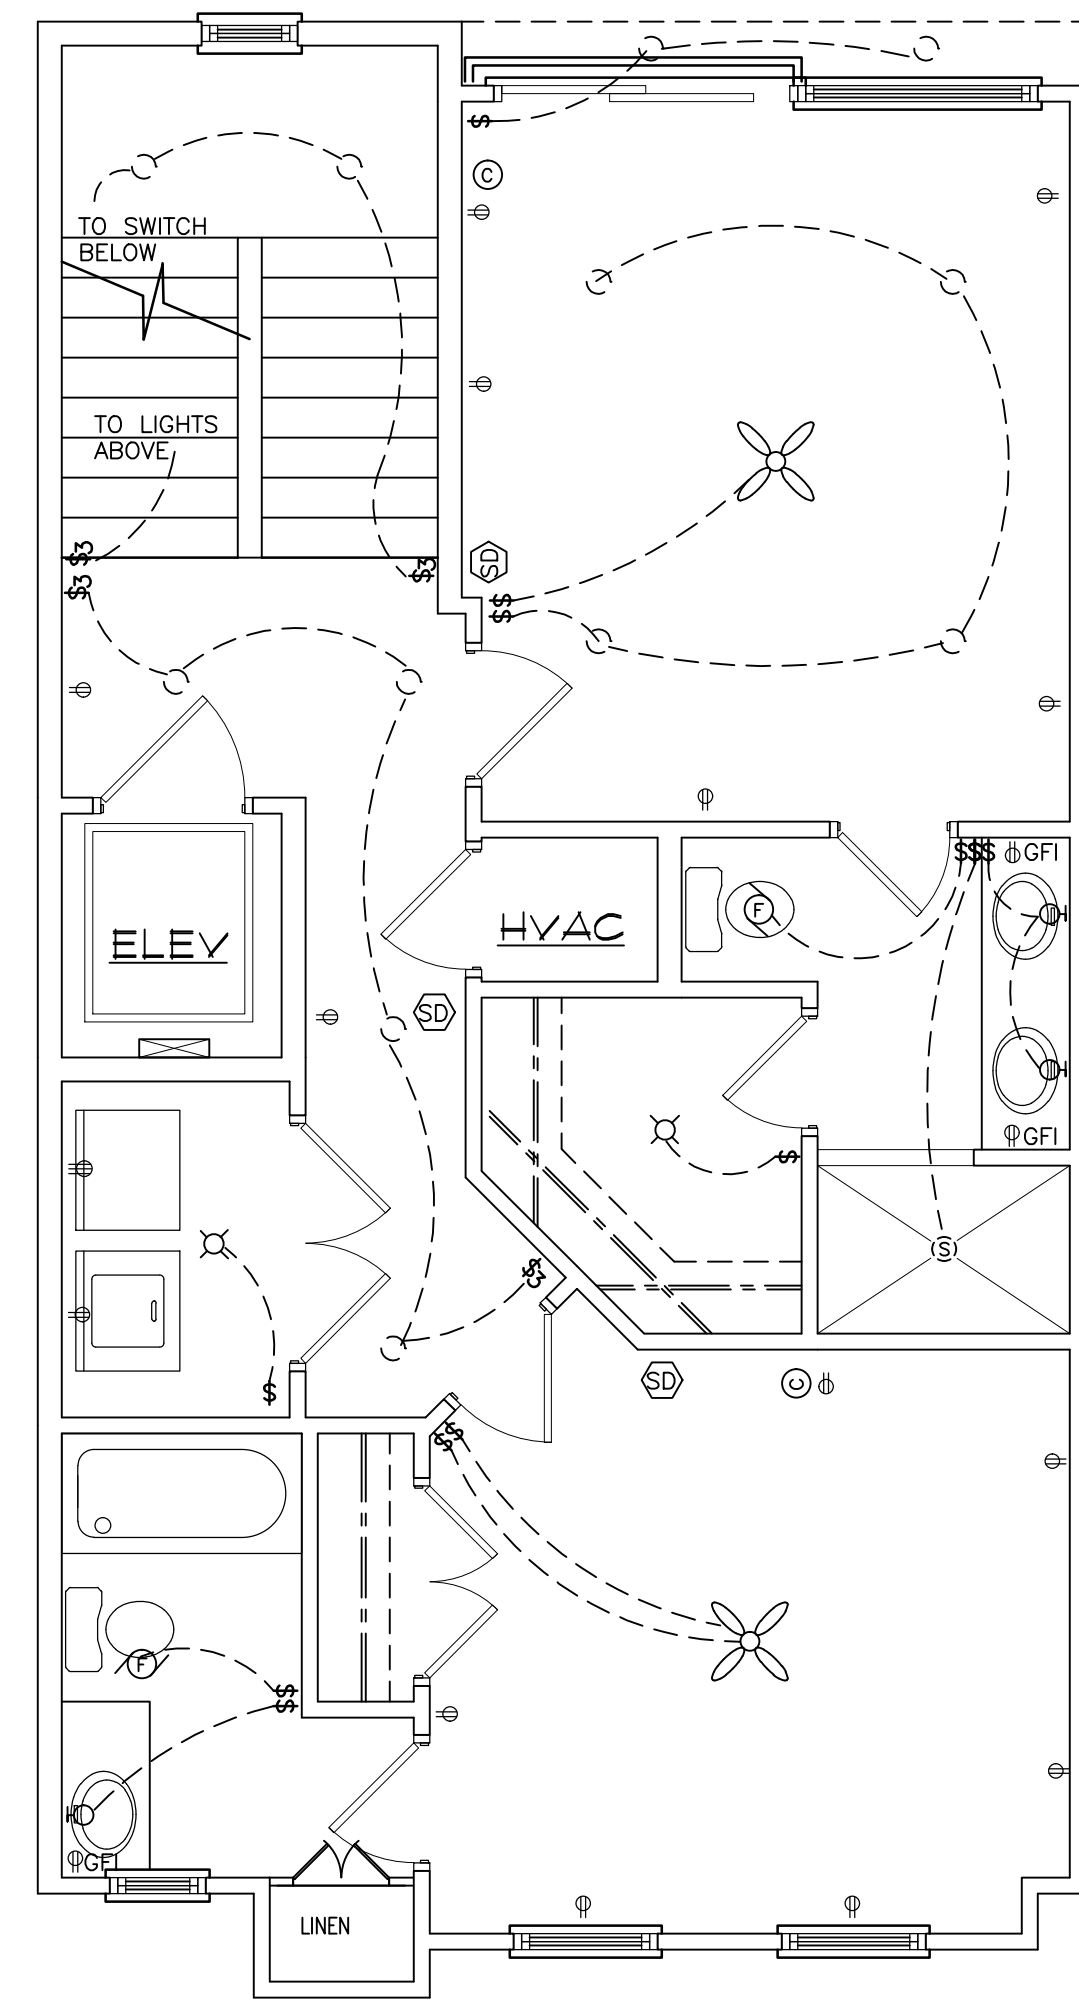 $
C
TO SWITCH
BELOW
TO LIGHTS
ABOVE
$3
$3
$3
SD
$
$
$$$
GFI
F
HVAC
ELEV
SD
GFI
$
S
$3
SD
C
$
$$
F
$
$
GFI
LINEN